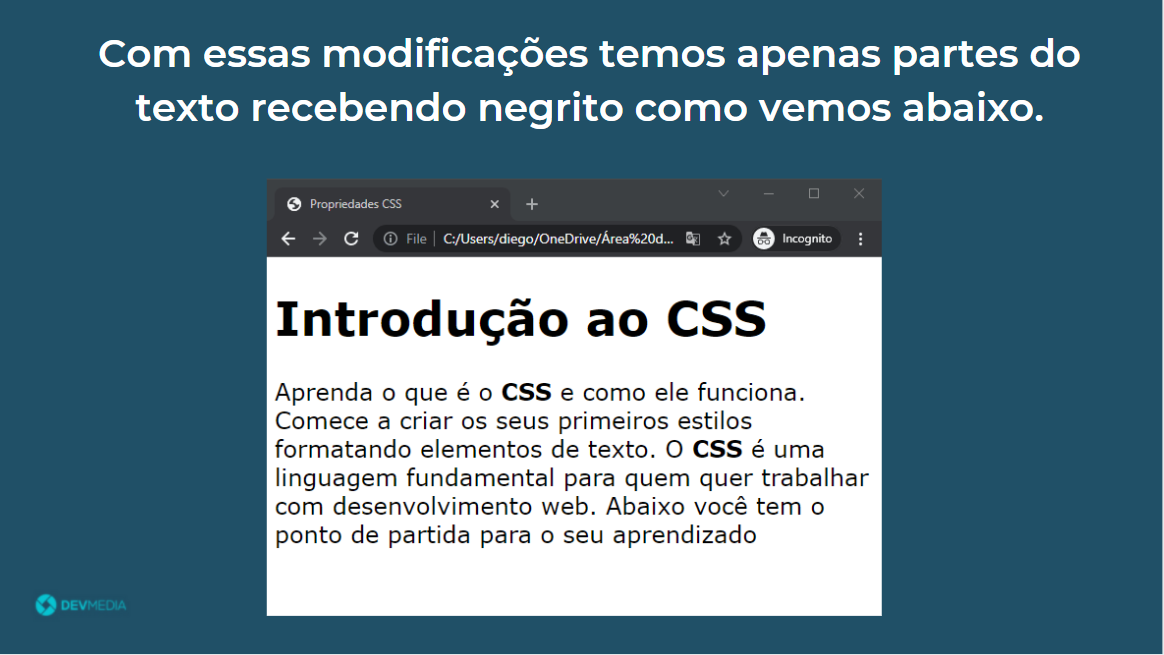 Com essas modificações temos apenas partes do
texto recebendo negrito como vemos abaixo.
Propriedades CSS
File | C:/Users/diego/OneDrive/Área%20d... Incognito
Introdução ao CSS
Aprenda o que é o CSS e como ele funciona.
Comece a criar os seus primeiros estilos
formatando elementos de texto. O CSS é uma
linguagem fundamental para quem quer trabalhar
com desenvolvimento web. Abaixo você tem o
ponto de partida para o seu aprendizado
DEVMEDIA